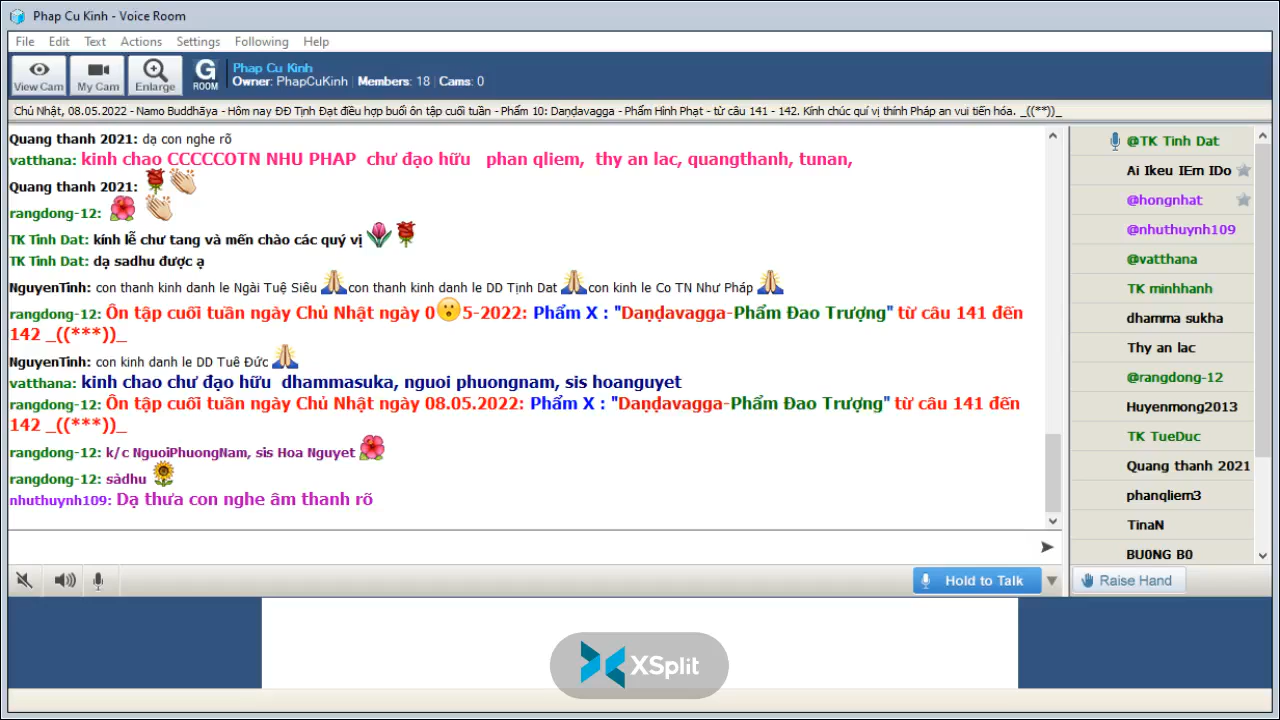 Phap Cu Kinh - Voice Room
File Edit Text Actions Settings Following Help
View Cam My Cam Enlarge G ROOM
Phap Cu Kinh
Owner: PhapCuKinh | Members: 18 | Cams: 0
Chủ Nhật, 08.05.2022 - Namo Buddhāya - Hôm nay ĐĐ Tịnh Đạt điều hợp buổi ôn tập cuối tuần - Phẩm 10: Daṇḍavagga - Phẩm Hình Phạt - từ câu 141 - 142. Kính chúc quí vị thính Pháp an vui tiến hóa. _((**))_
Quang thanh 2021: dạ con nghe rõ
vatthana: kinh chao CCCCCOTN NHU PHAP chư đạo hữu phan qliem, thy an lac, quangthanh, tunan,
Quang thanh 2021:
rangdong-12:
TK Tinh Dat: kính lễ chư tang và mến chào các quý vị
TK Tinh Dat: dạ sadhu được ạ
NguyenTinh: con thanh kinh danh le Ngài Tuệ Siêu con thanh kinh danh le DD Tịnh Dat con kinh le Co TN Như Pháp
rangdong-12: Ôn tập cuối tuần ngày Chủ Nhật ngày 0 5-2022: Phẩm X : "Daṇḍavagga-Phẩm Đao Trượng" từ câu 141 đến
142 _((***))_
NguyenTinh: con kinh danh le DD Tuê Đức
vatthana: kinh chao chư đạo hữu dhammasuka, nguoi phuongnam, sis hoanguyet
rangdong-12: Ôn tập cuối tuần ngày Chủ Nhật ngày 08.05.2022: Phẩm X : "Daṇḍavagga-Phẩm Đao Trượng" từ câu 141 đến
142 _((***))_
rangdong-12: k/c NguoiPhuongNam, sis Hoa Nguyet
rangdong-12: sàdhu
nhuthuynh109: Dạ thưa con nghe âm thanh rõ
Hold to Talk
@TK Tinh Dat
Ai Ikeu IEm IDo
@hongnhat
@nhuthuynh109
@vatthana
TK minhhanh
dhamma sukha
Thy an lac
@rangdong-12
Huyenmong2013
TK TueDuc
Quang thanh 2021
phanqliem3
TinaN
BU0NG B0
Raise Hand
XSplit